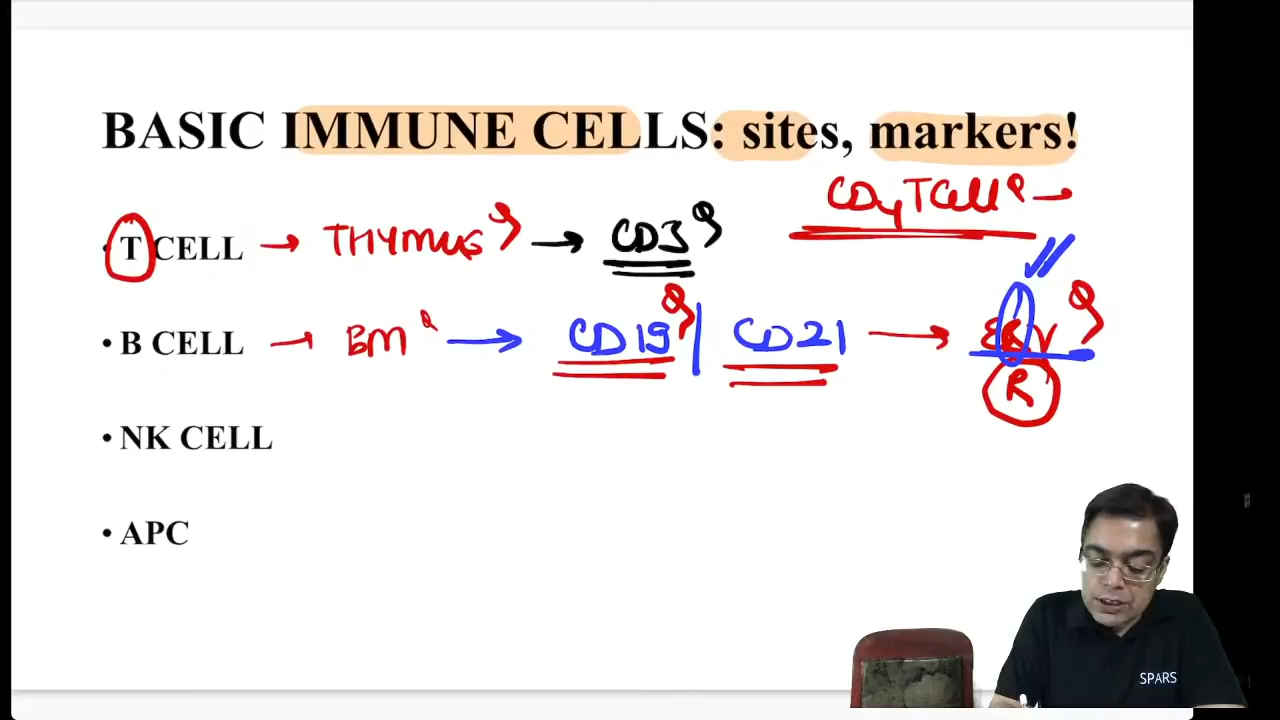 BASIC IMMUNE CELLS: sites, markers!
CD4 T Cell →
• T CELL → THYMUS → CD3
• B CELL → BM → CD19 | CD21 → EBV
R
• NK CELL
• APC
SPARS